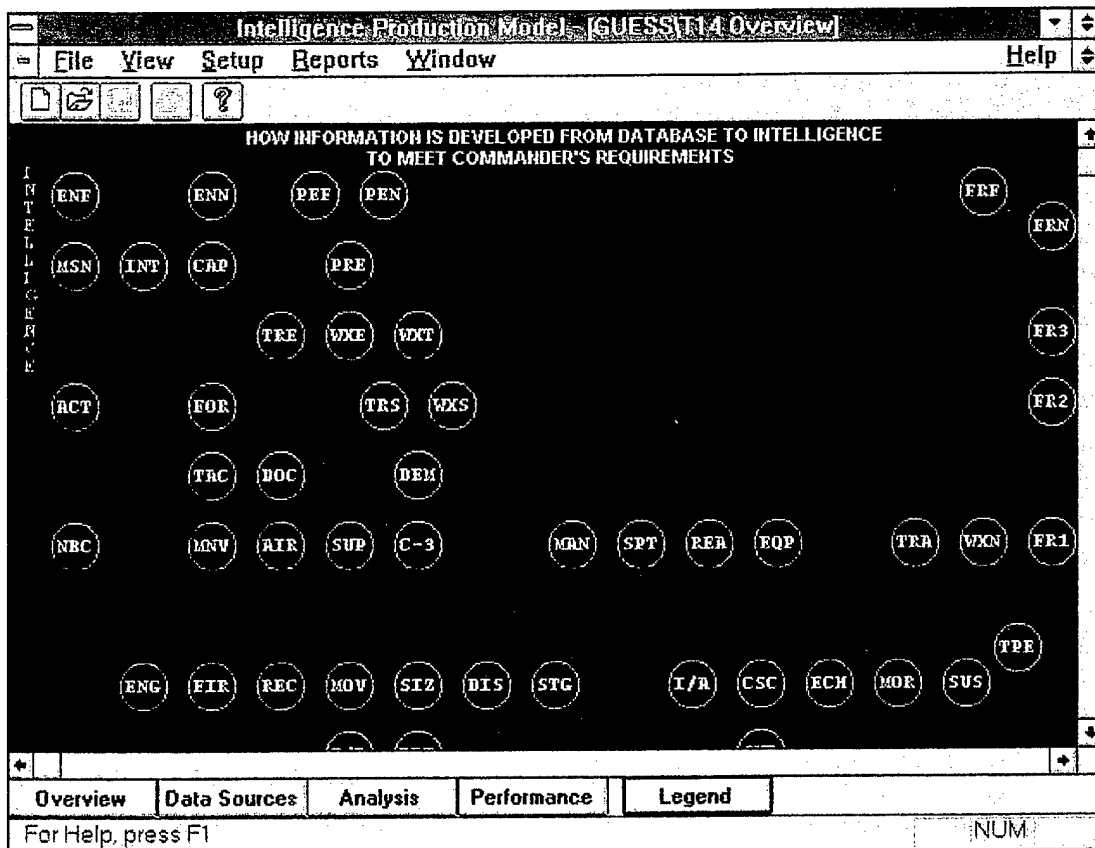 Intelligence Production Model - [GUESS\T14 Overview]
File View Setup Reports Window Help
HOW INFORMATION IS DEVELOPED FROM DATABASE TO INTELLIGENCE
TO MEET COMMANDER'S REQUIREMENTS
INTELLIGENCE
ENF ENN PEF PEN FRF
FRN
MSN INT CAP PRE
TRE WXE WXT FR3
ACT FOR TRS WXS FR2
TAC DOC DEM
NBC MNV AIR SUP C-3 MAN SPT REA EQP TRA WXN FR1
TPE
ENG FIR REC MOV SIZ DIS STG I/A CSC ECH MOR SUS
Overview Data Sources Analysis Performance Legend
For Help, press F1 NUM